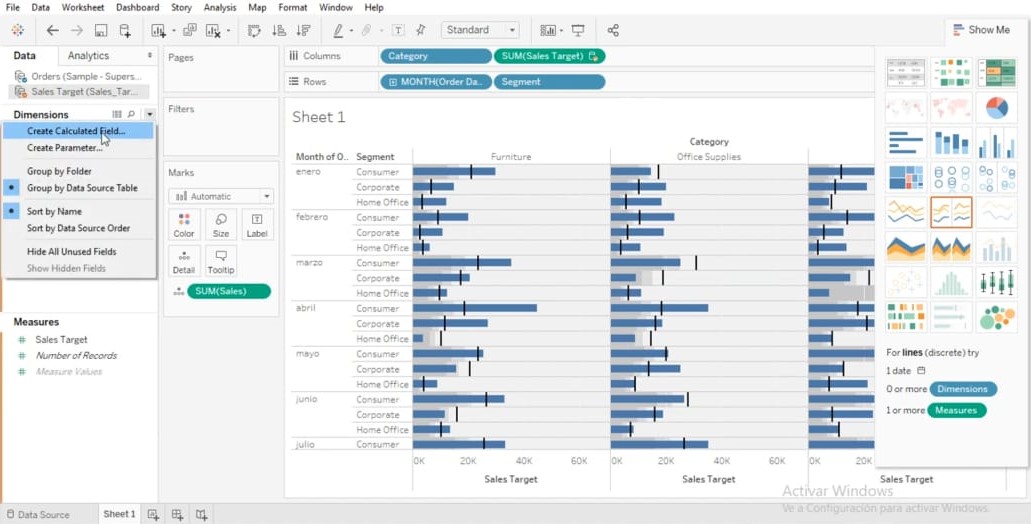 File Data Worksheet Dashboard Story Analysis Map Format Window Help
Standard
Show Me
Data Analytics
Orders (Sample - Supers...
Sales Target (Sales_Tar...
Dimensions
Create Calculated Field...
Create Parameter...
Group by Folder
Group by Data Source Table
Sort by Name
Sort by Data Source Order
Hide All Unused Fields
Show Hidden Fields
Measures
Sales Target
Number of Records
Measure Values
Pages
Filters
Marks
Automatic
Color Size Label
Detail Tooltip
SUM(Sales)
Columns Category SUM(Sales Target)
Rows MONTH(Order Da.. Segment
Sheet 1
Category
Month of O.. Segment Furniture Office Supplies
enero Consumer
Corporate
Home Office
febrero Consumer
Corporate
Home Office
marzo Consumer
Corporate
Home Office
abril Consumer
Corporate
Home Office
mayo Consumer
Corporate
Home Office
junio Consumer
Corporate
Home Office
julio Consumer
0K 20K 40K 60K 0K 20K 40K 60K 0K 20K
Sales Target Sales Target Sales Target
For lines (discrete) try
1 date
0 or more Dimensions
1 or more Measures
Activar Windows
Ve a Configuración para activar Windows.
Data Source Sheet 1